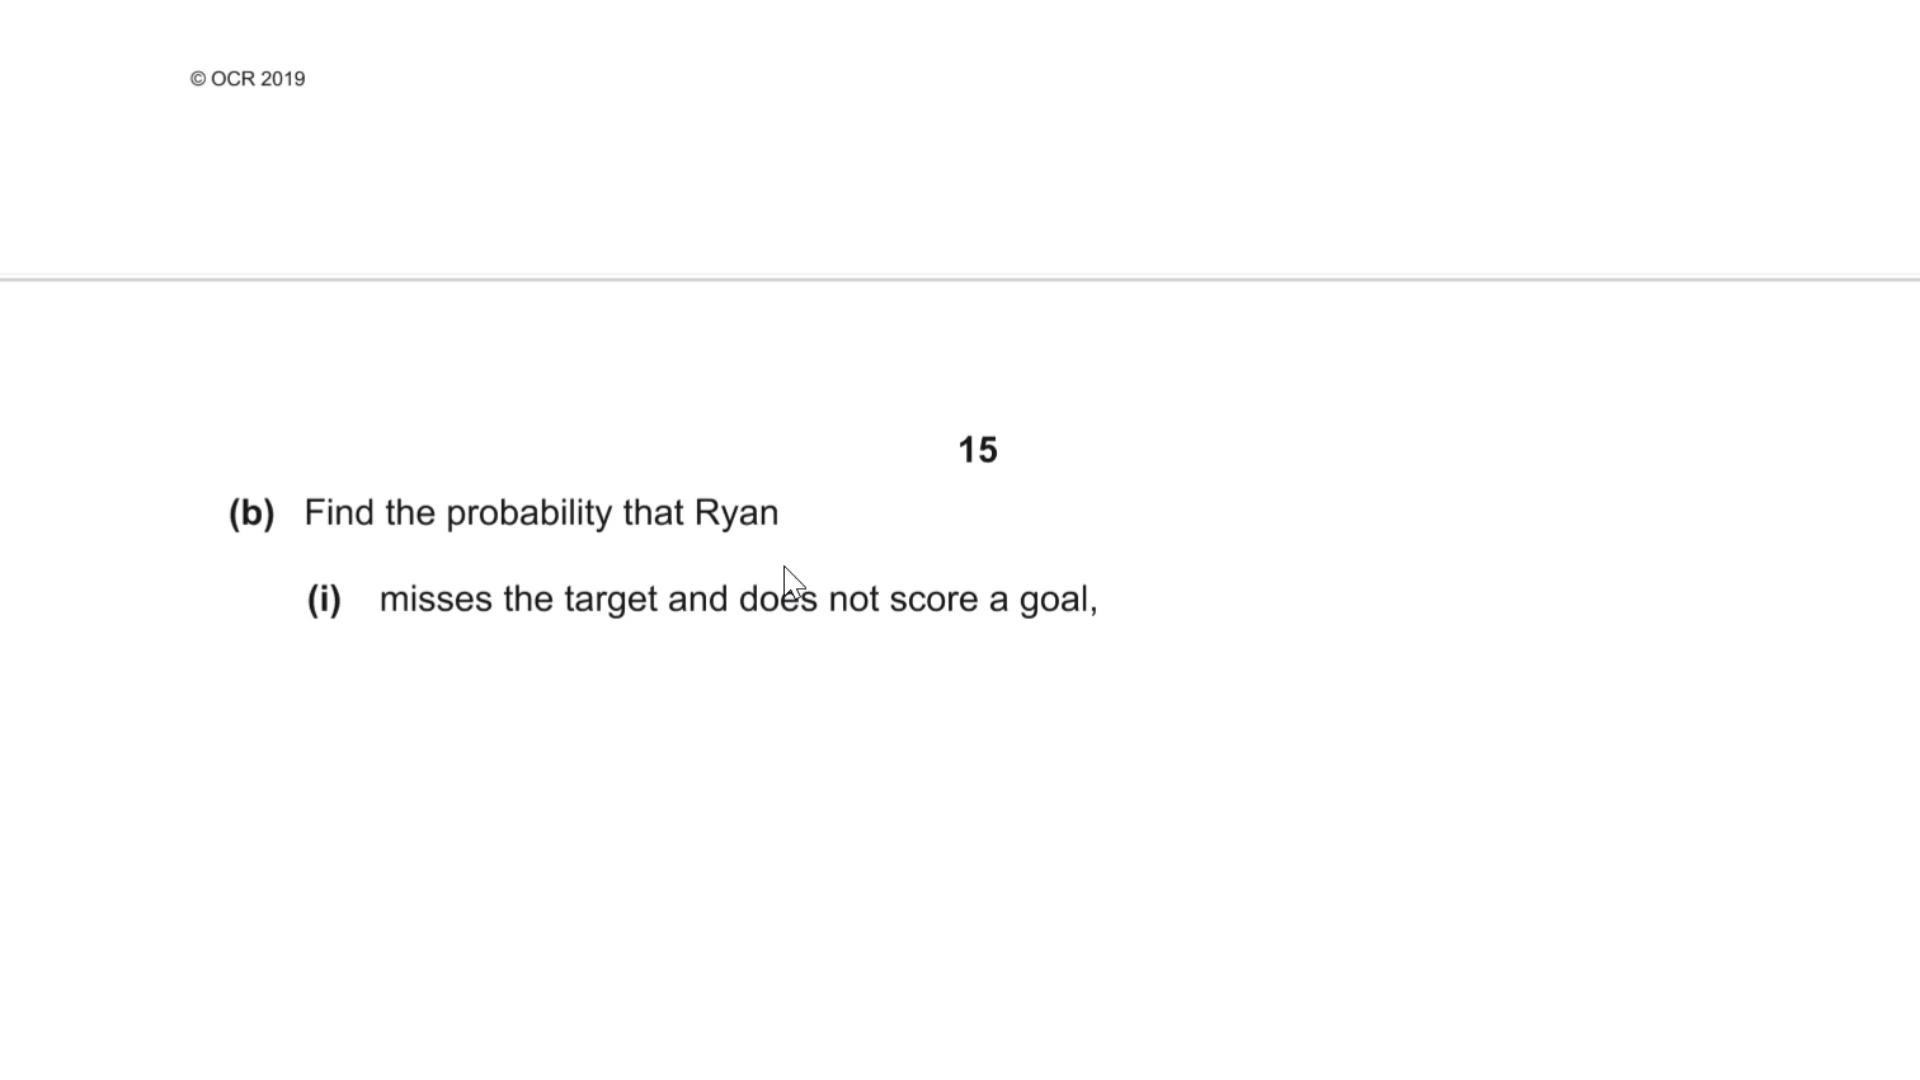 © OCR 2019
15
(b) Find the probability that Ryan
(i) misses the target and does not score a goal,